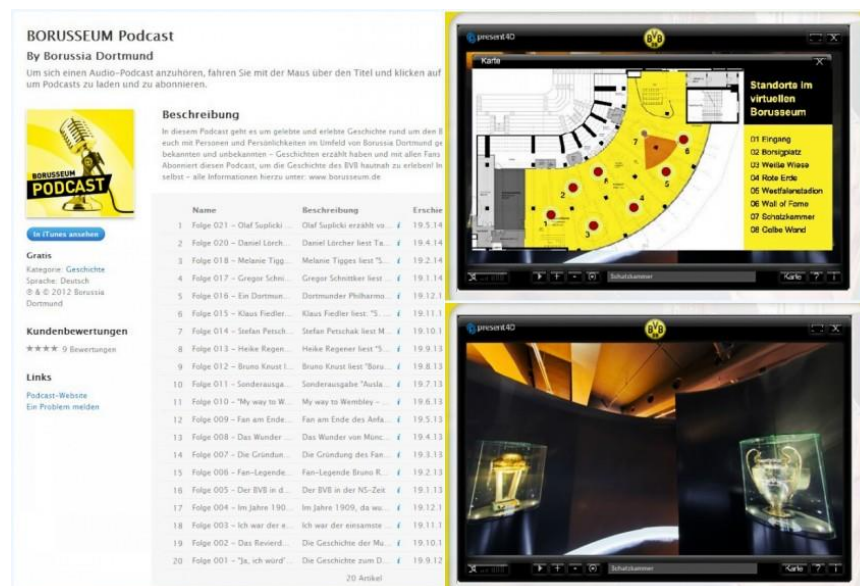 BORUSSEUM Podcast
By Borussia Dortmund
Um sich einen Audio-Podcast anzuhören, fahren Sie mit der Maus über den Titel und klicken auf
um Podcasts zu laden und zu abonnieren.
BORUSSEUM
PODCAST
In iTunes ansehen
Gratis
Kategorie: Geschichte
Sprache: Deutsch
℗ & © 2012 Borussia
Dortmund
Kundenbewertungen
★★★★ 9 Bewertungen
Links
Podcast-Website
Ein Problem melden
Beschreibung
In diesem Podcast geht es um gelebte und erlebte Geschichte rund um den B
euch mit Personen und Persönlichkeiten im Umfeld von Borussia Dortmund ge
bekannten und unbekannten – Geschichten erzählt haben und mit allen Fans
Abonniert diesen Podcast, um die Geschichte des BVB hautnah zu erleben! In
selbst – alle Informationen hierzu unter: www.borusseum.de
Name Beschreibung Erschie
1 Folge 021 – Olaf Suplicki ... Olaf Suplicki erzählt vo... 19.5.14
2 Folge 020 – Daniel Lörch... Daniel Lörcher liest Ta... 19.4.14
3 Folge 018 – Melanie Tigg... Melanie Tigges liest "S... 19.2.14
4 Folge 017 – Gregor Schni... Gregor Schnittker liest ... 19.1.14
5 Folge 016 – Ein Dortmun... Dortmunder Philharmo... 19.12.1
6 Folge 015 – Klaus Fiedler... Klaus Fiedler liest: "S. ... 19.11.1
7 Folge 014 – Stefan Petsch... Stefan Petschak liest M... 19.10.1
8 Folge 013 – Heike Regen... Heike Regener liest "S... 19.9.13
9 Folge 012 – Bruno Knust l... Bruno Knust liest "Boru... 19.8.13
10 Folge 011 – Sonderausga... Sonderausgabe "Ausla... 19.7.13
11 Folge 010 – "My way to W... My way to Wembley – ... 19.6.13
12 Folge 009 – Fan am Ende... Fan am Ende des Anfa... 19.5.13
13 Folge 008 – Das Wunder ... Das Wunder von Münc... 19.4.13
14 Folge 007 – Die Gründun... Die Gründung des Fan... 19.3.13
15 Folge 006 – Fan-Legende... Fan-Legende Bruno R... 19.2.13
16 Folge 005 – Der BVB in d... Der BVB in der NS-Zeit 19.1.13
17 Folge 004 – Im Jahre 190... Im Jahre 1909, da wu... 19.12.1
18 Folge 003 – Ich war der e... Ich war der einsamste ... 19.11.1
19 Folge 002 – Das Revierd... Die Geschichte der Mu... 19.10.1
20 Folge 001 – "Ja, ich würd'... Die Geschichte zum D... 19.9.12
20 Artikel
present4D
BVB
09
Karte
X
Standorte im
virtuellen
Borusseum
01 Eingang
02 Borsigplatz
03 Weiße Wiese
04 Rote Erde
05 Westfalenstadion
06 Wall of Fame
07 Schatzkammer
08 Gelbe Wand
Schatzkammer
Karte ? i
present4D
BVB
09
X
Schatzkammer
Karte ? i